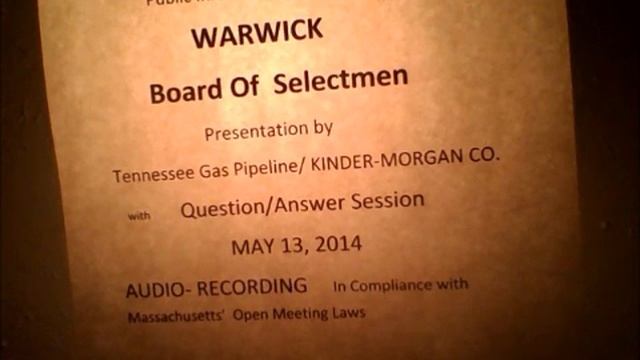 WARWICK
Board Of Selectmen
Presentation by
Tennessee Gas Pipeline/ KINDER-MORGAN CO.
with Question/Answer Session
MAY 13, 2014
AUDIO- RECORDING In Compliance with
Massachusetts' Open Meeting Laws